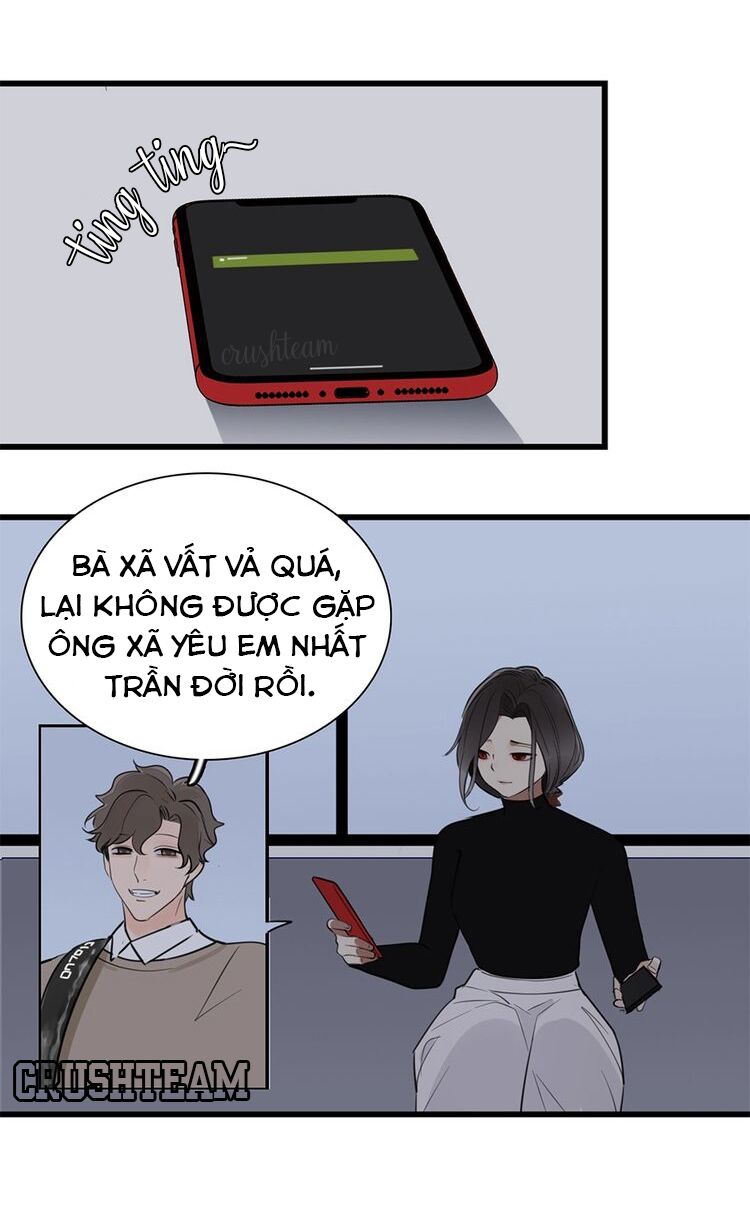 ting ting~
crushteam
BÀ XÃ VẤT VẢ QUÁ,
LẠI KHÔNG ĐƯỢC GẶP
ÔNG XÃ YÊU EM NHẤT
TRẦN ĐỜI RỒI.
CRUSHTEAM